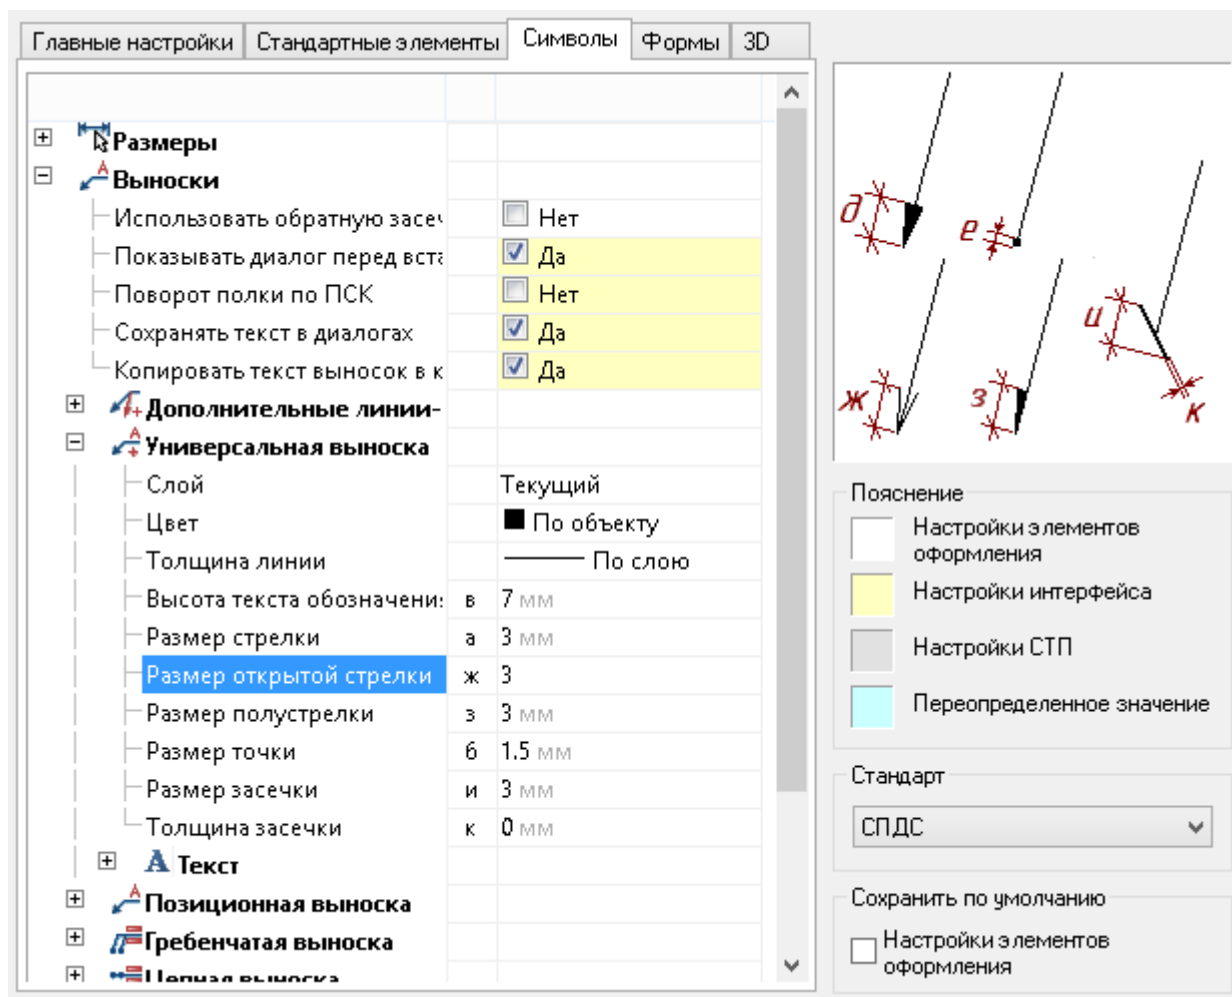 Главные настройки Стандартные элементы Символы Формы 3D
Размеры
Выноски
Использовать обратную засеч Нет
Показывать диалог перед вста Да
Поворот полки по ПСК Нет
Сохранять текст в диалогах Да
Копировать текст выносок в к Да
Дополнительные линии-
Универсальная выноска
Слой Текущий
Цвет По объекту
Толщина линии По слою
Высота текста обозначени в 7 мм
Размер стрелки а 3 мм
Размер открытой стрелки ж 3
Размер полустрелки з 3 мм
Размер точки б 1.5 мм
Размер засечки и 3 мм
Толщина засечки к 0 мм
Текст
Позиционная выноска
Гребенчатая выноска
Цепная выноска
д е
и
ж з к
Пояснение
Настройки элементов
оформления
Настройки интерфейса
Настройки СТП
Переопределенное значение
Стандарт
СПДС
Сохранить по умолчанию
Настройки элементов
оформления